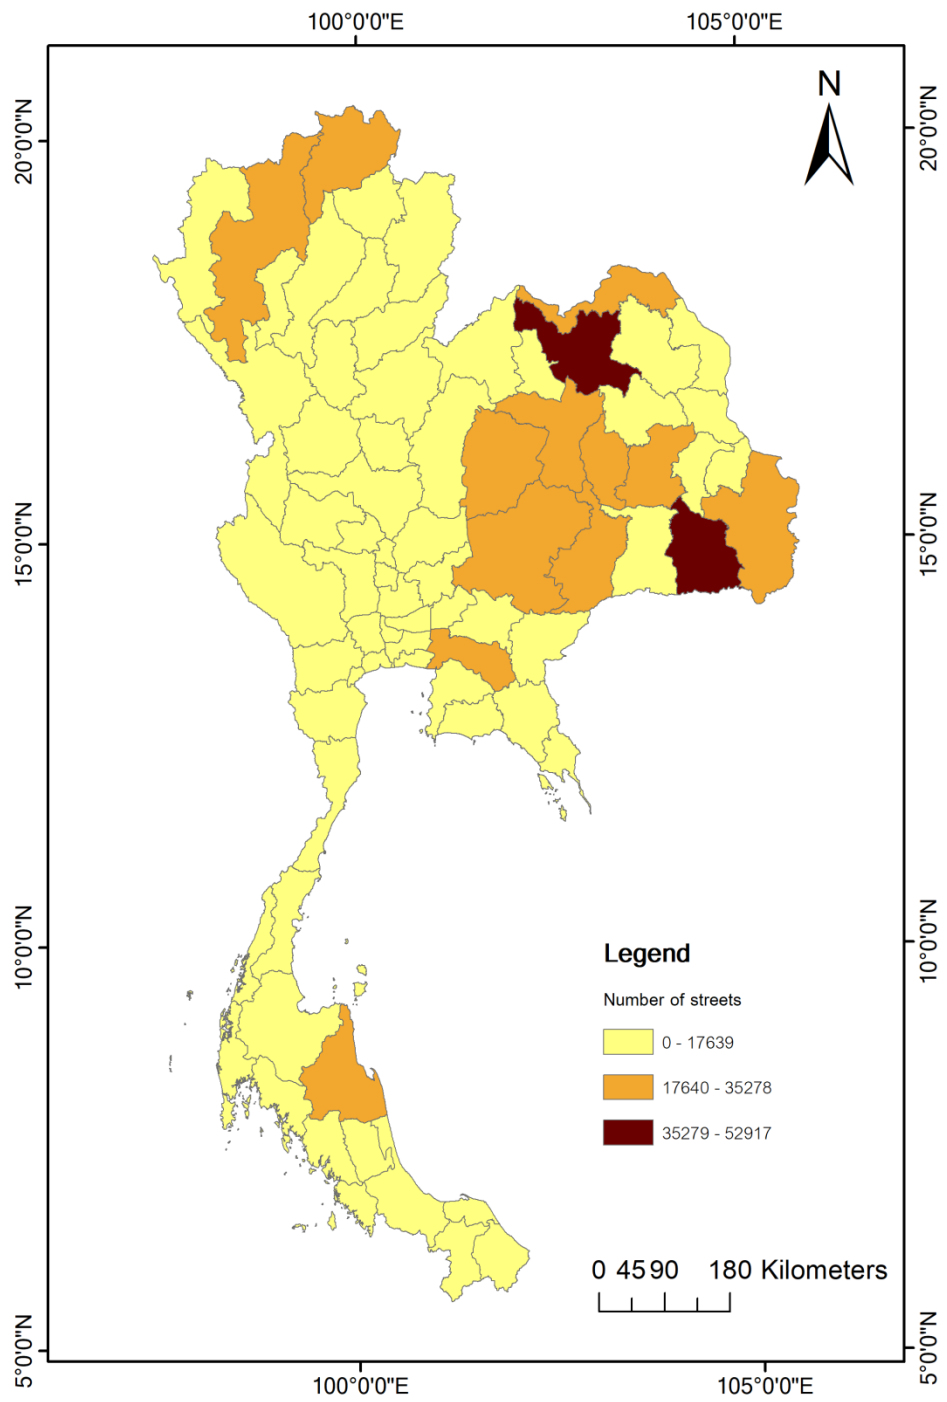 100°0'0"E 105°0'0"E
N
20°0'0"N 20°0'0"N
15°0'0"N 15°0'0"N
10°0'0"N 10°0'0"N
Legend
Number of streets
0 - 17639
17640 - 35278
35279 - 52917
0 45 90 180 Kilometers
5°0'0"N 5°0'0"N
100°0'0"E 105°0'0"E